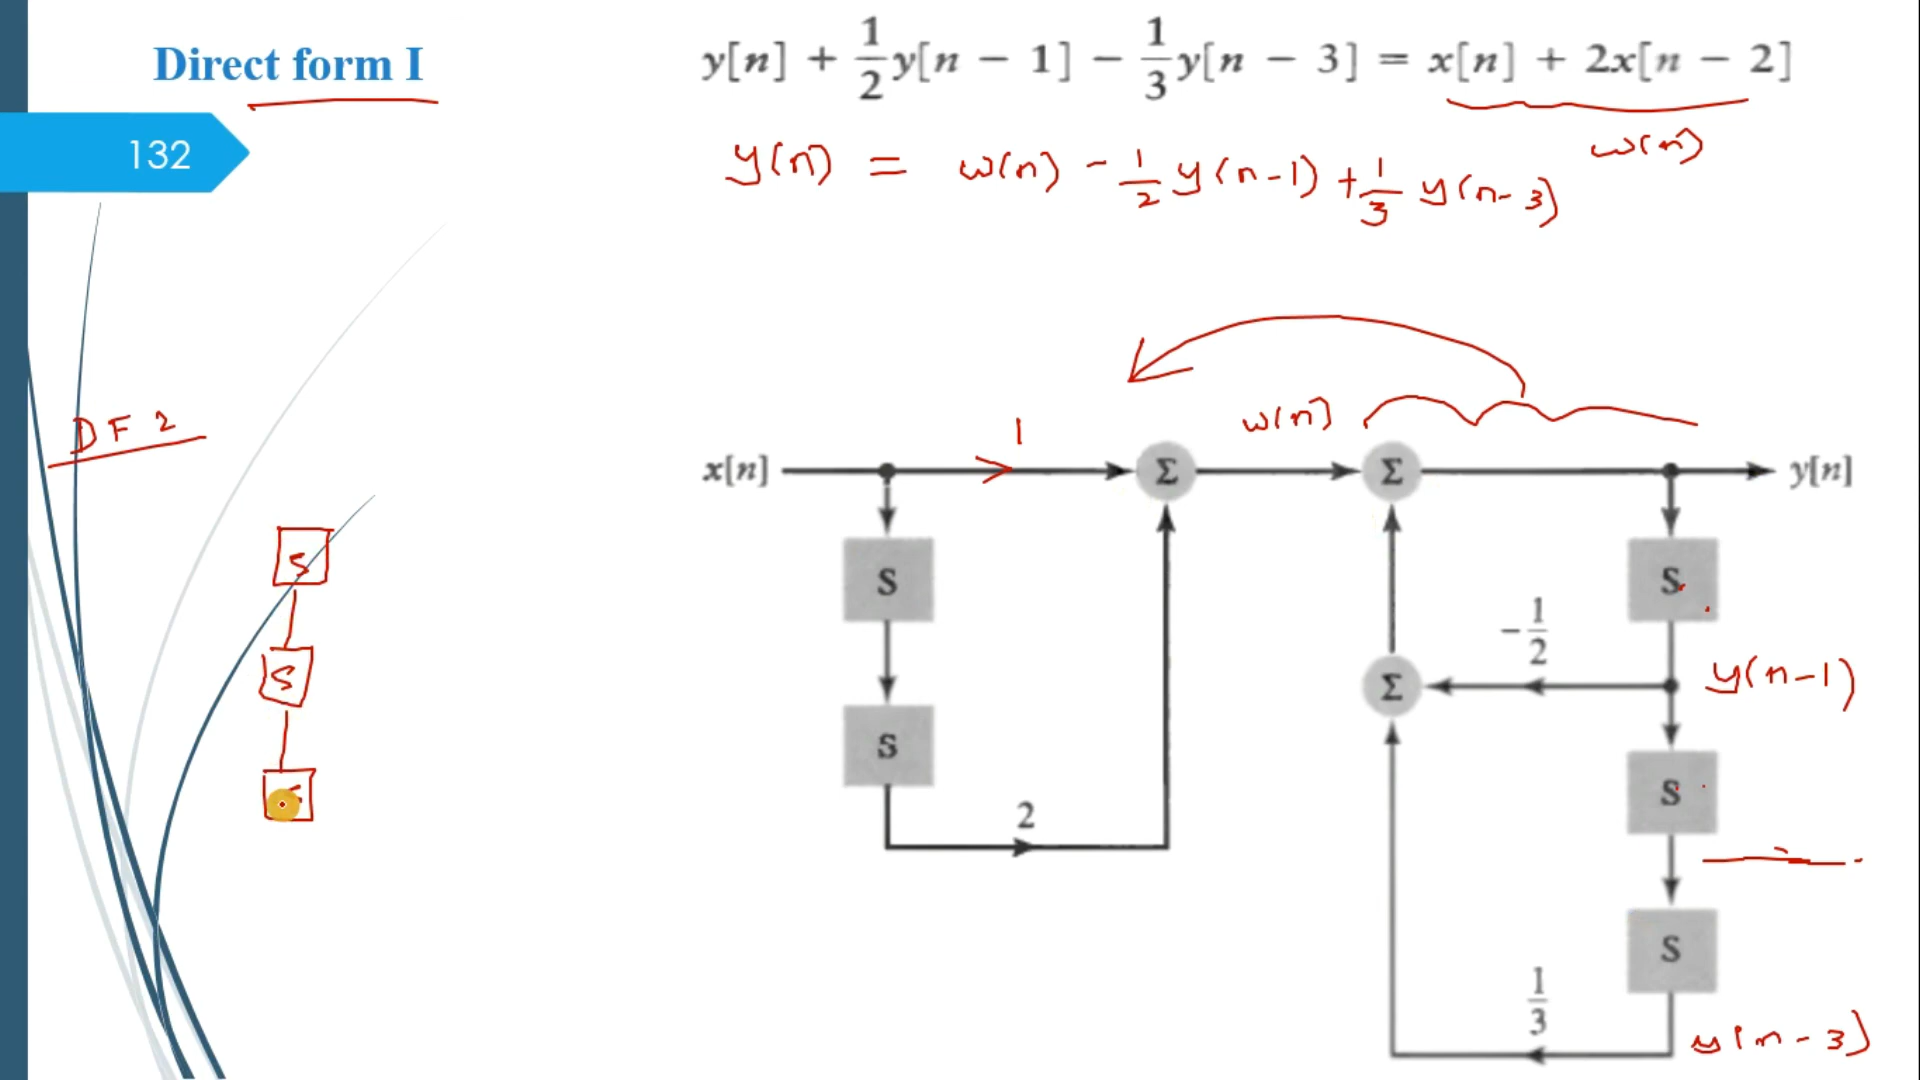 Direct form I
y[n] + 1/2 y[n − 1] − 1/3 y[n − 3] = x[n] + 2x[n − 2]
132
w(n)
y(n) = w(n) - 1/2 y(n-1) + 1/3 y(n-3)
DF 2
1
w(n)
x[n]
Σ
Σ
y[n]
S
S
S
−1/2
S
Σ
y(n-1)
S
S
S
2
S
1/3
y(n-3)